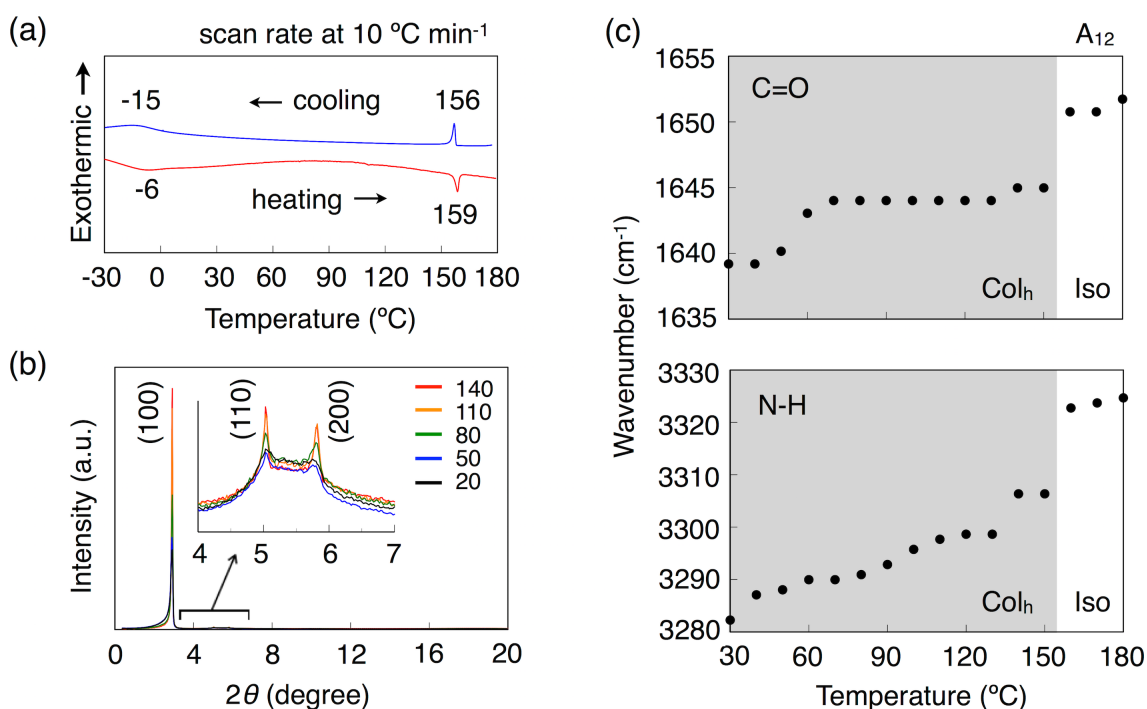 (a)
scan rate at 10 ºC min-1
Exothermic →
-15
← cooling
156
-6
heating →
159
-30 0 30 60 90 120 150 180
Temperature (ºC)
(b)
Intensity (a.u.)
(100)
(110)
(200)
140
110
80
50
20
4 5 6 7
0 4 8 12 16 20
2θ (degree)
(c)
A12
Wavenumber (cm-1)
1655
1650
1645
1640
1635
C=O
Colh
Iso
3330
3320
3310
3300
3290
3280
N-H
Colh
Iso
30 60 90 120 150 180
Temperature (ºC)